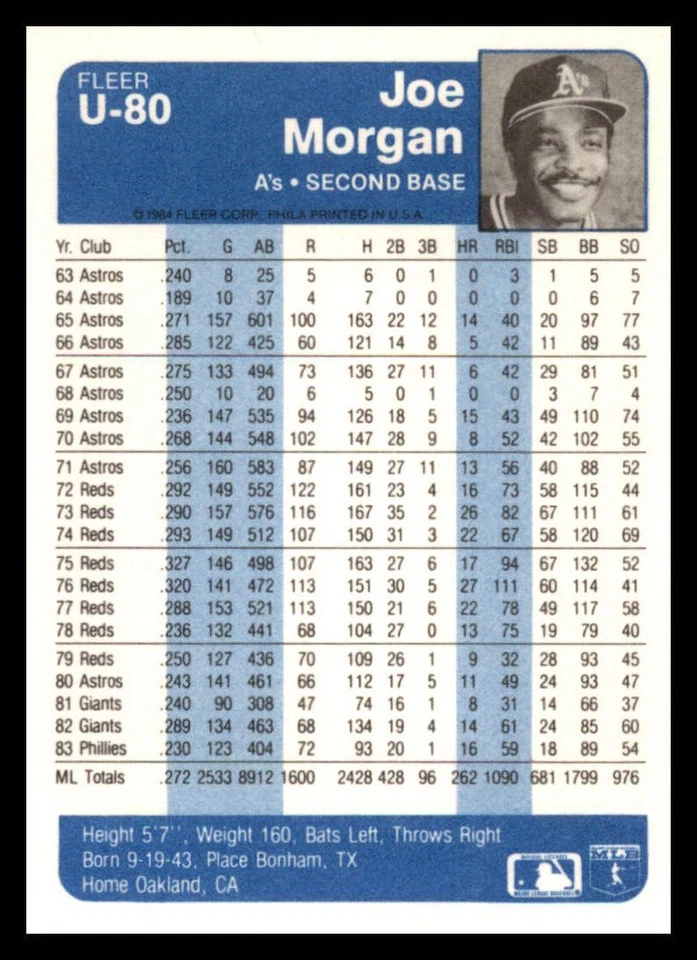 FLEER
U-80
Joe
Morgan
A's • SECOND BASE
© 1984 FLEER CORP., PHILA PRINTED IN U.S.A.
A's
Yr. Club Pct. G AB R H 2B 3B HR RBI SB BB SO
63 Astros .240 8 25 5 6 0 1 0 3 1 5 5
64 Astros .189 10 37 4 7 0 0 0 0 0 6 7
65 Astros .271 157 601 100 163 22 12 14 40 20 97 77
66 Astros .285 122 425 60 121 14 8 5 42 11 89 43
67 Astros .275 133 494 73 136 27 11 6 42 29 81 51
68 Astros .250 10 20 6 5 0 1 0 0 3 7 4
69 Astros .236 147 535 94 126 18 5 15 43 49 110 74
70 Astros .268 144 548 102 147 28 9 8 52 42 102 55
71 Astros .256 160 583 87 149 27 11 13 56 40 88 52
72 Reds .292 149 552 122 161 23 4 16 73 58 115 44
73 Reds .290 157 576 116 167 35 2 26 82 67 111 61
74 Reds .293 149 512 107 150 31 3 22 67 58 120 69
75 Reds .327 146 498 107 163 27 6 17 94 67 132 52
76 Reds .320 141 472 113 151 30 5 27 111 60 114 41
77 Reds .288 153 521 113 150 21 6 22 78 49 117 58
78 Reds .236 132 441 68 104 27 0 13 75 19 79 40
79 Reds .250 127 436 70 109 26 1 9 32 28 93 45
80 Astros .243 141 461 66 112 17 5 11 49 24 93 47
81 Giants .240 90 308 47 74 16 1 8 31 14 66 37
82 Giants .289 134 463 68 134 19 4 14 61 24 85 60
83 Phillies .230 123 404 72 93 20 1 16 59 18 89 54
ML Totals .272 2533 8912 1600 2428 428 96 262 1090 681 1799 976
Height 5'7'', Weight 160, Bats Left, Throws Right
Born 9-19-43, Place Bonham, TX
Home Oakland, CA
OFFICIAL LICENSEE
MAJOR LEAGUE BASEBALL
MLB